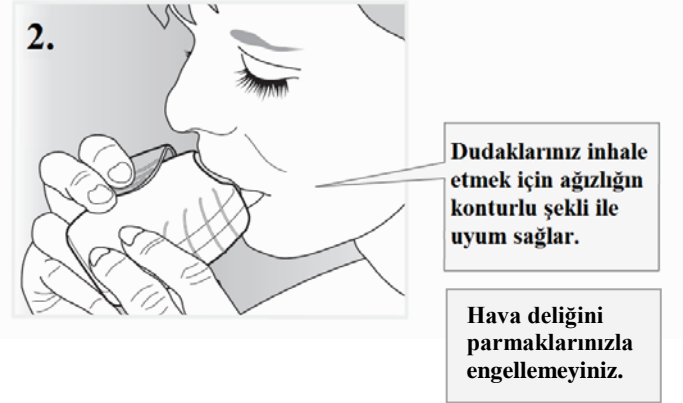 2.
Dudaklarınız inhale
etmek için ağızlığın
konturlu şekli ile
uyum sağlar.
Hava deliğini
parmaklarınızla
engellemeyiniz.